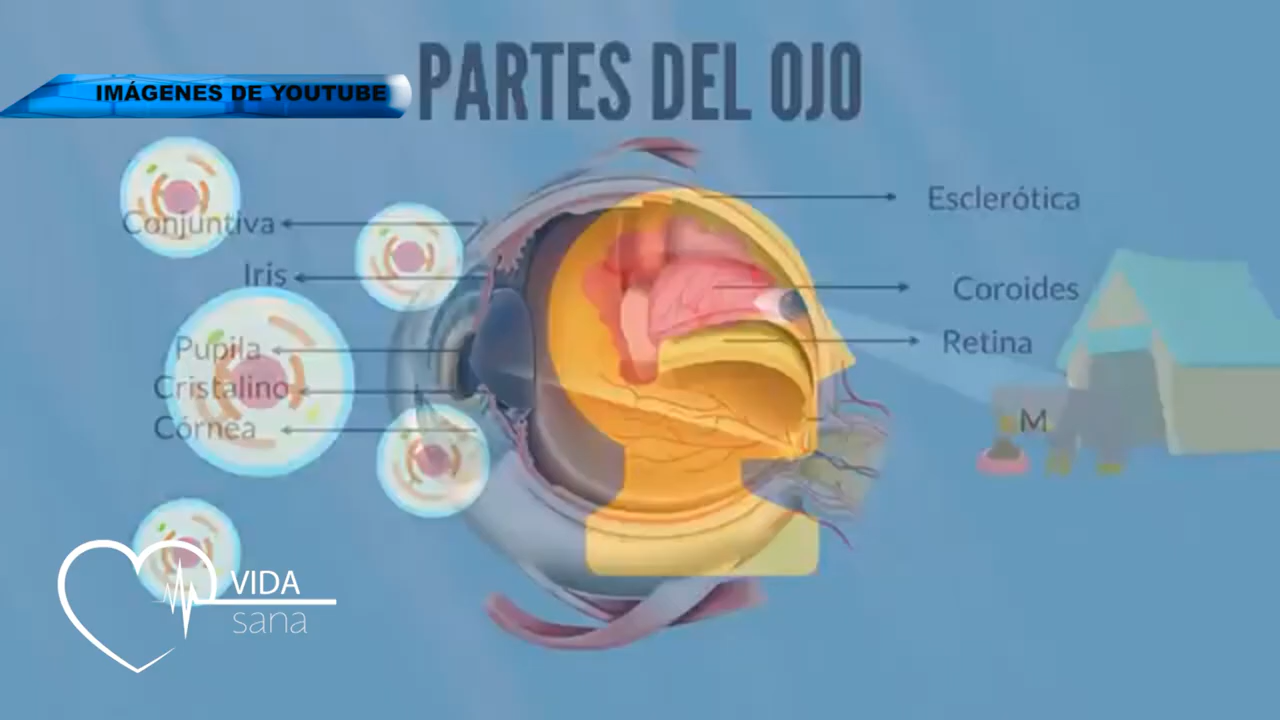 PARTES DEL OJO
IMÁGENES DE YOUTUBE
Conjuntiva
Iris
Pupila
Cristalino
Córnea
Esclerótica
Coroides
Retina
M
VIDA
sana